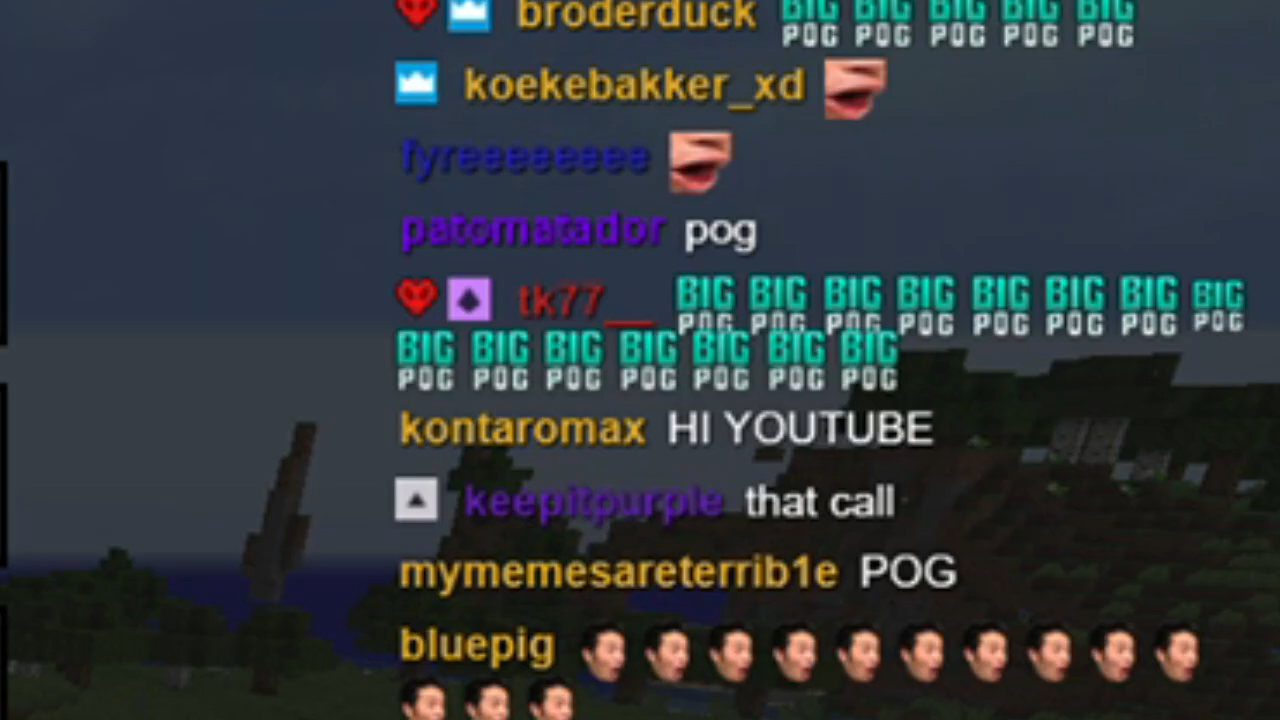 broderduck BIG POG BIG POG BIG POG BIG POG BIG POG
koekebakker_xd
fyreeeeeeee
patomatador pog
tk77__ BIG POG BIG POG BIG POG BIG POG BIG POG BIG POG BIG POG BIG POG
BIG POG BIG POG BIG POG BIG POG BIG POG BIG POG BIG POG
kontaromax HI YOUTUBE
keepitpurple that call
mymemesareterrib1e POG
bluepig